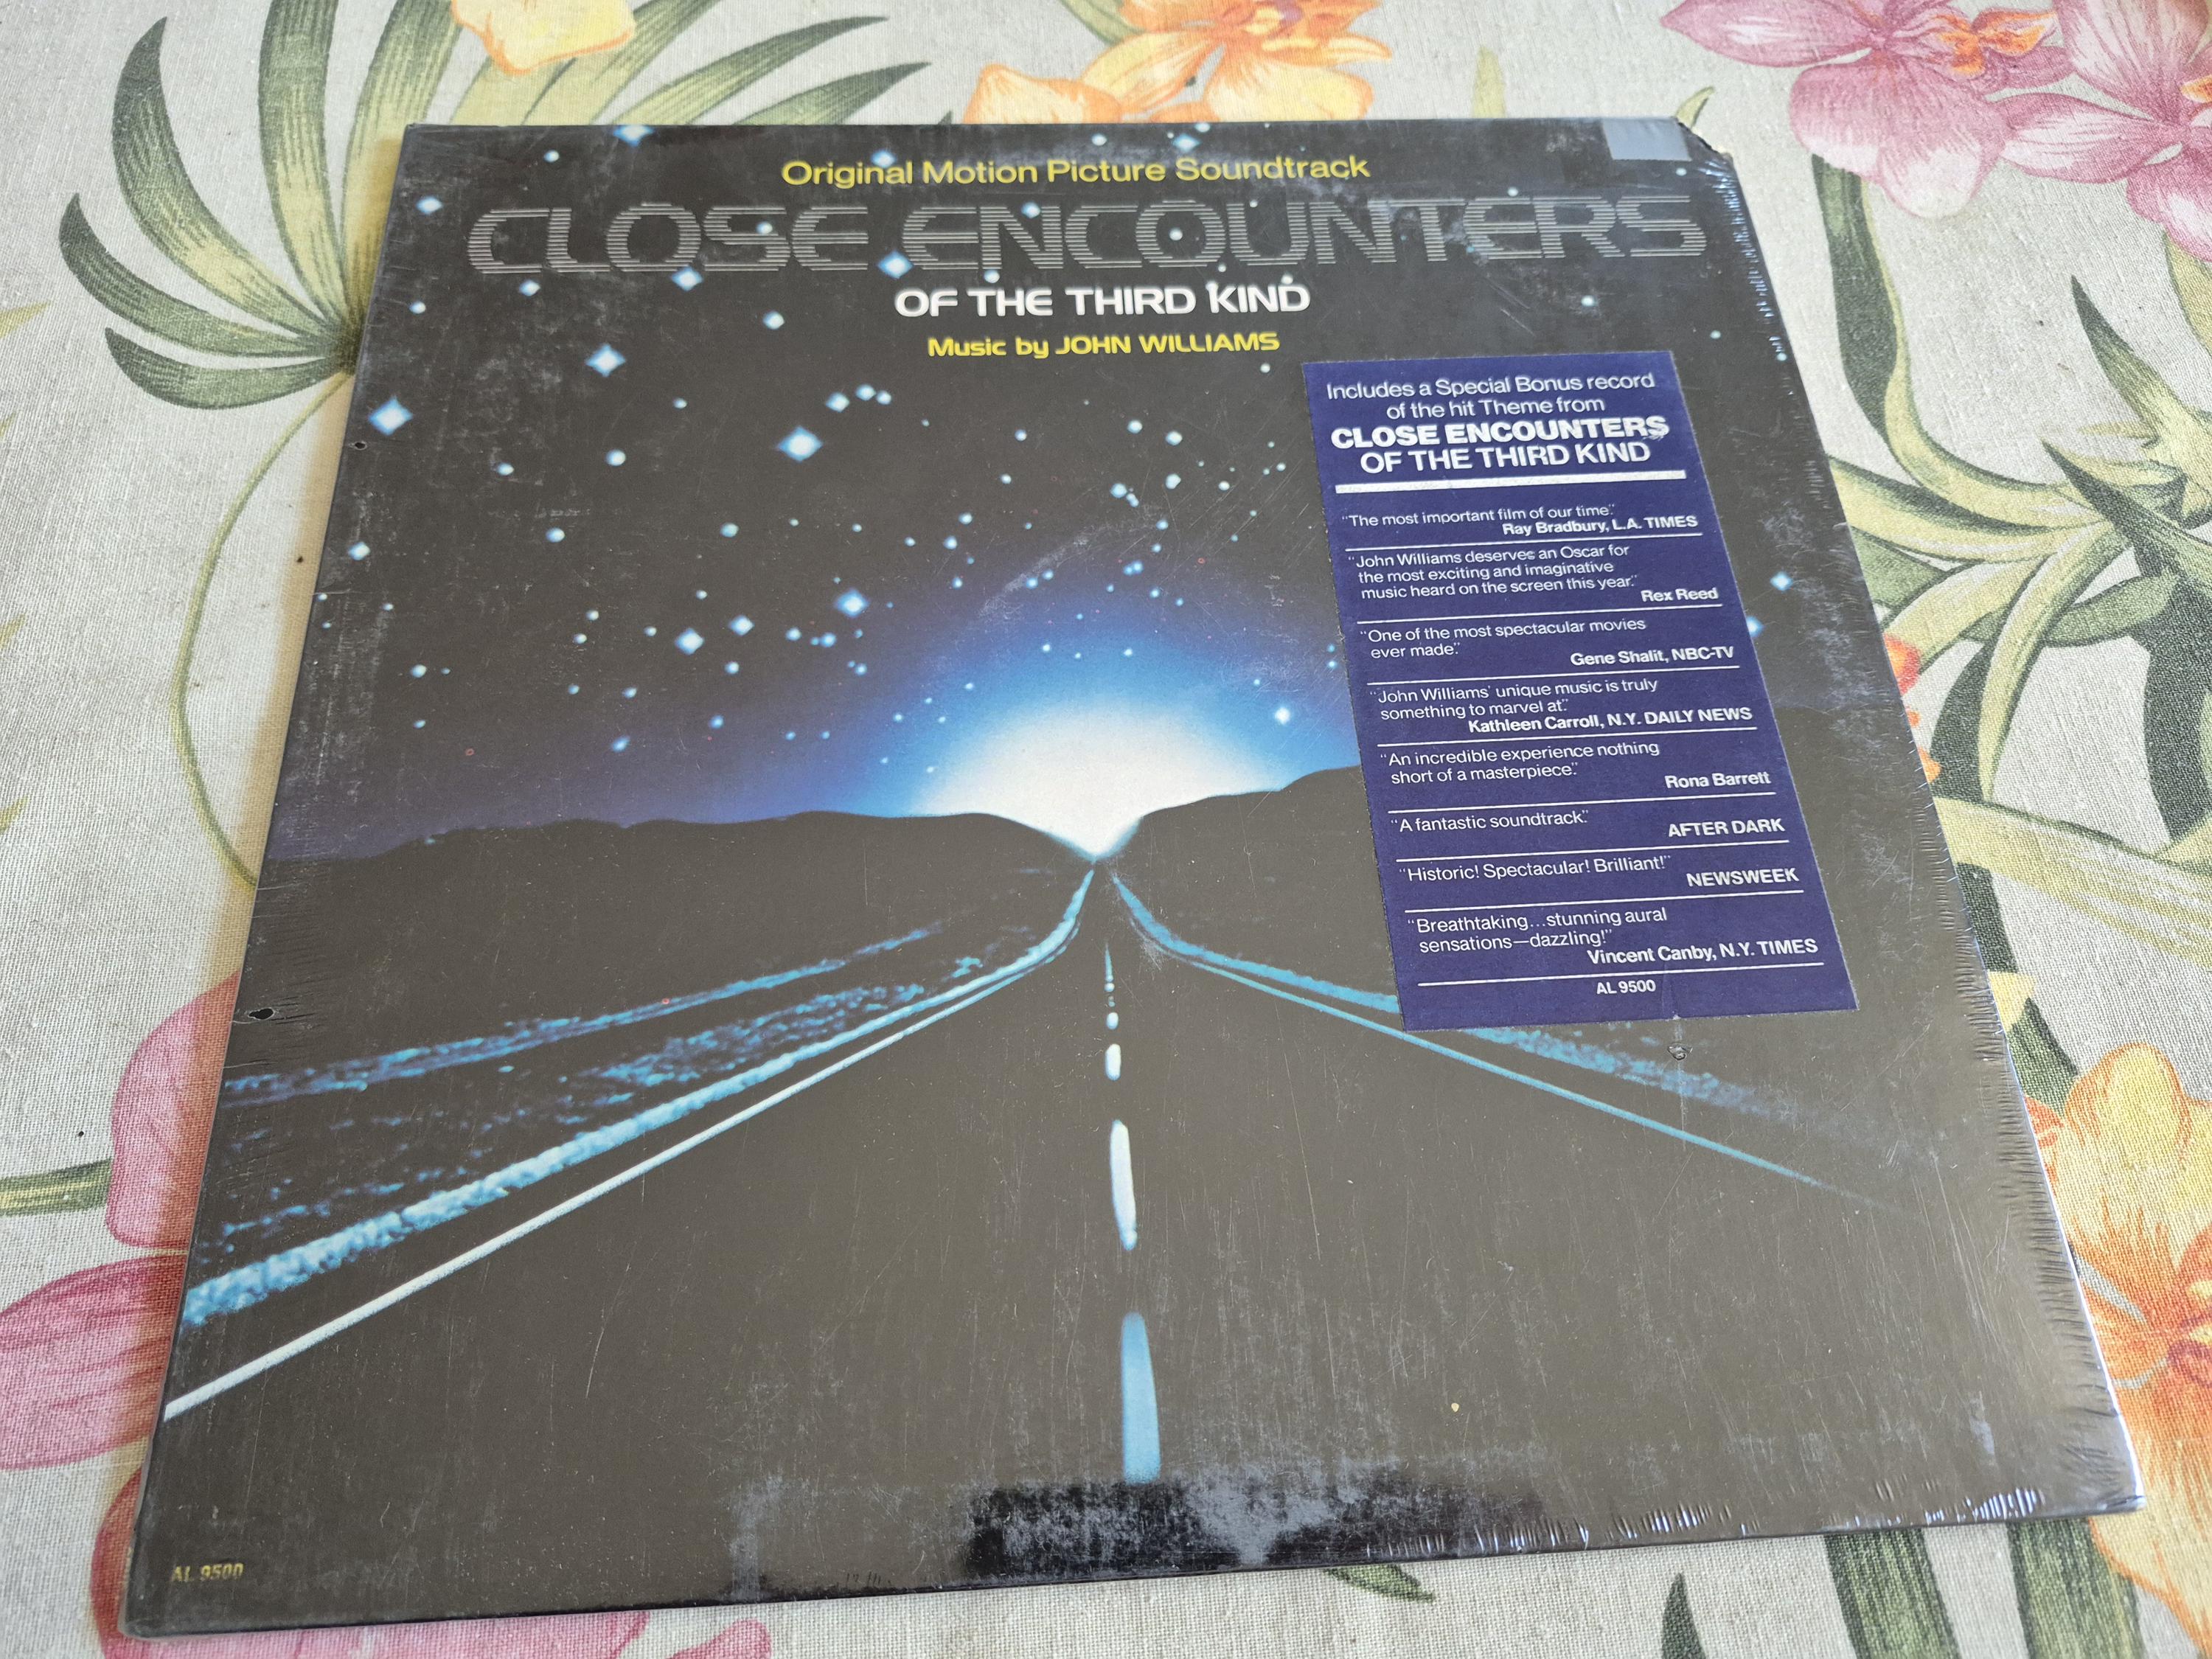 Original Motion Picture Soundtrack
CLOSE ENCOUNTERS
OF THE THIRD KIND
Music by JOHN WILLIAMS
Includes a Special Bonus record
of the hit Theme from
CLOSE ENCOUNTERS
OF THE THIRD KIND
"The most important film of our time."
Ray Bradbury, L.A. TIMES
"John Williams deserves an Oscar for
the most exciting and imaginative
music heard on the screen this year."
Rex Reed
"One of the most spectacular movies
ever made."
Gene Shalit, NBC-TV
"John Williams' unique music is truly
something to marvel at."
Kathleen Carroll, N.Y. DAILY NEWS
"An incredible experience nothing
short of a masterpiece."
Rona Barrett
"A fantastic soundtrack."
AFTER DARK
"Historic! Spectacular! Brilliant!"
NEWSWEEK
"Breathtaking...stunning aural
sensations—dazzling!"
Vincent Canby, N.Y. TIMES
AL 9500
AL 9500